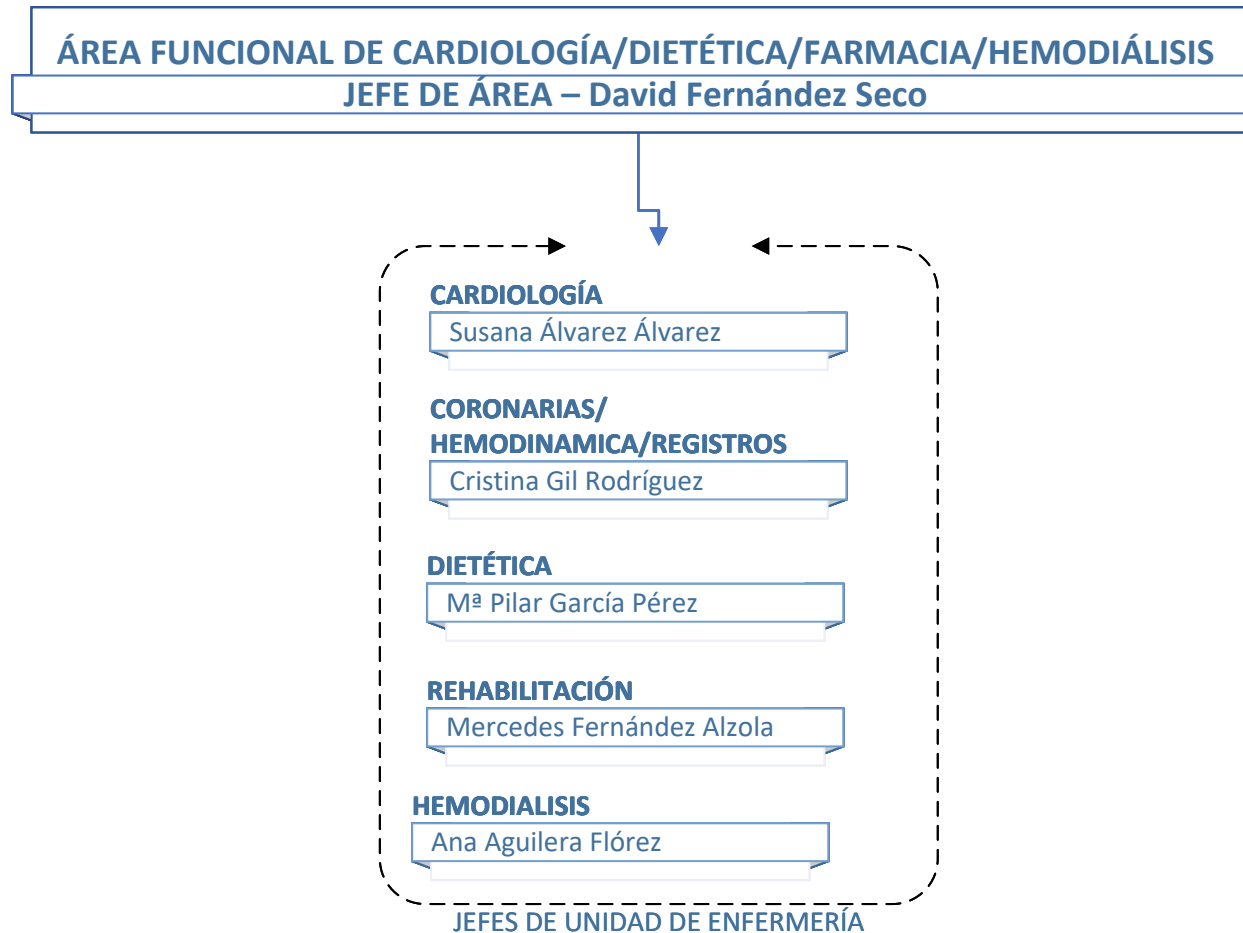 ÁREA FUNCIONAL DE CARDIOLOGÍA/DIETÉTICA/FARMACIA/HEMODIÁLISIS
JEFE DE ÁREA – David Fernández Seco
CARDIOLOGÍA
Susana Álvarez Álvarez
CORONARIAS/
HEMODINAMICA/REGISTROS
Cristina Gil Rodríguez
DIETÉTICA
Mª Pilar García Pérez
REHABILITACIÓN
Mercedes Fernández Alzola
HEMODIALISIS
Ana Aguilera Flórez
JEFES DE UNIDAD DE ENFERMERÍA